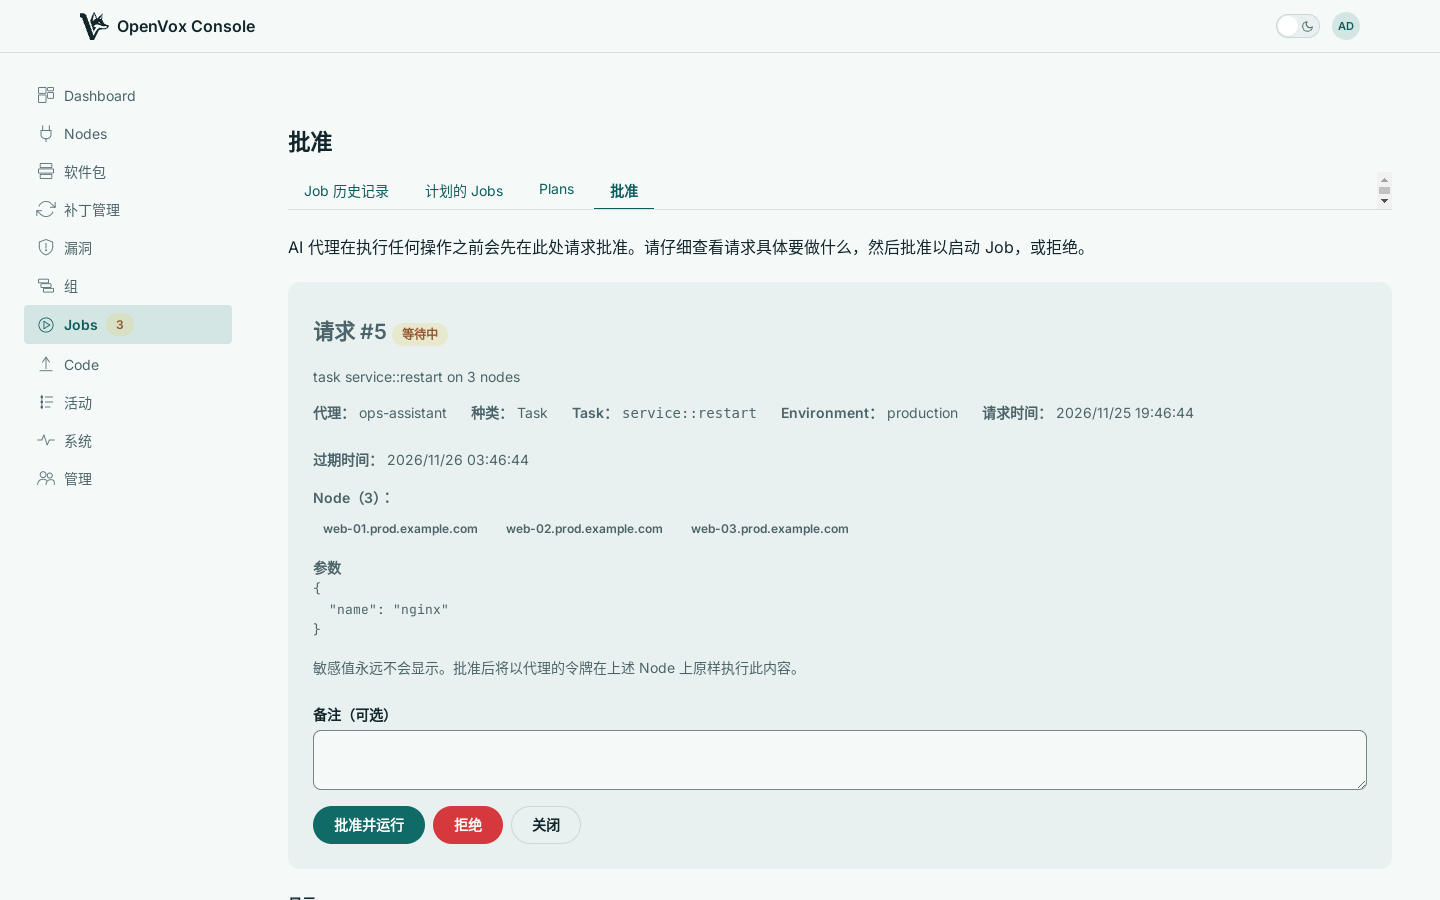 OpenVox Console
AD
Dashboard
Nodes
软件包
补丁管理
漏洞
组
Jobs 3
Code
活动
系统
管理
批准
Job 历史记录 计划的 Jobs Plans 批准
AI 代理在执行任何操作之前会先在此处请求批准。请仔细查看请求具体要做什么，然后批准以启动 Job，或拒绝。
请求 #5 等待中
task service::restart on 3 nodes
代理： ops-assistant 种类： Task Task： service::restart Environment： production 请求时间： 2026/11/25 19:46:44
过期时间： 2026/11/26 03:46:44
Node（3）：
web-01.prod.example.com web-02.prod.example.com web-03.prod.example.com
参数
{
"name": "nginx"
}
敏感值永远不会显示。批准后将以代理的令牌在上述 Node 上原样执行此内容。
备注（可选）
批准并运行 拒绝 关闭